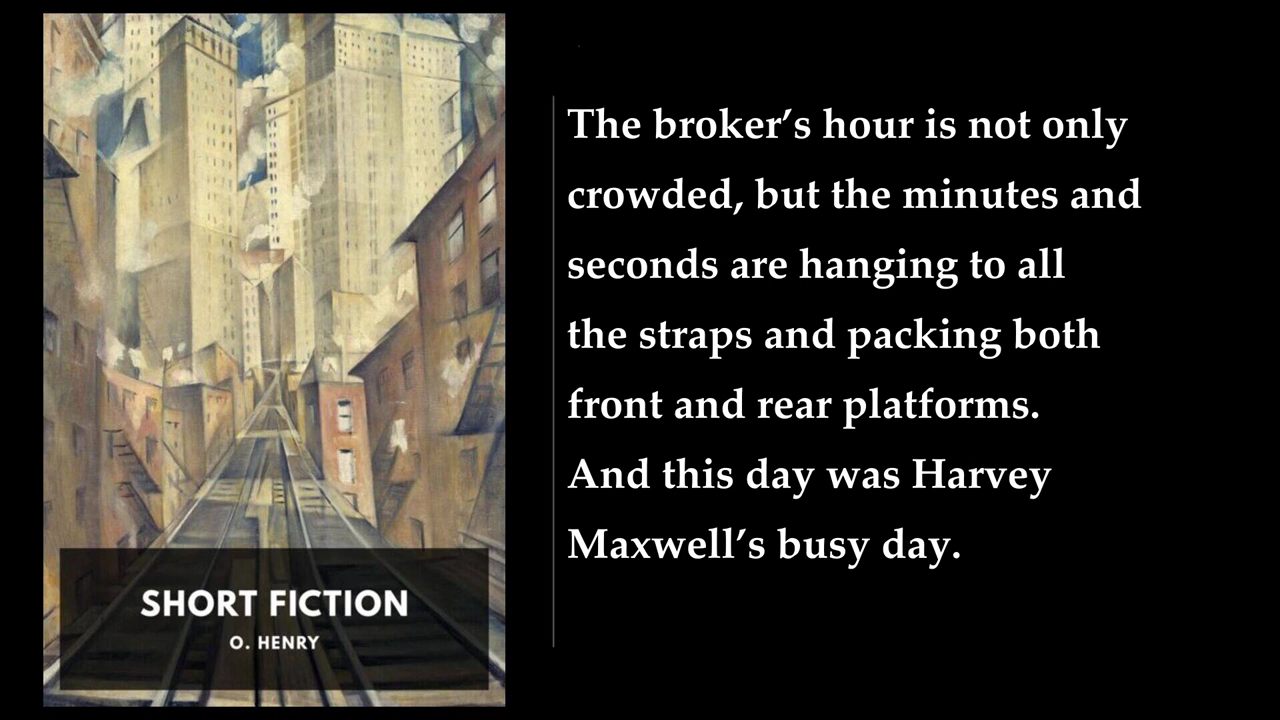 The broker’s hour is not only
crowded, but the minutes and
seconds are hanging to all
the straps and packing both
front and rear platforms.
And this day was Harvey
Maxwell’s busy day.
SHORT FICTION
O. HENRY